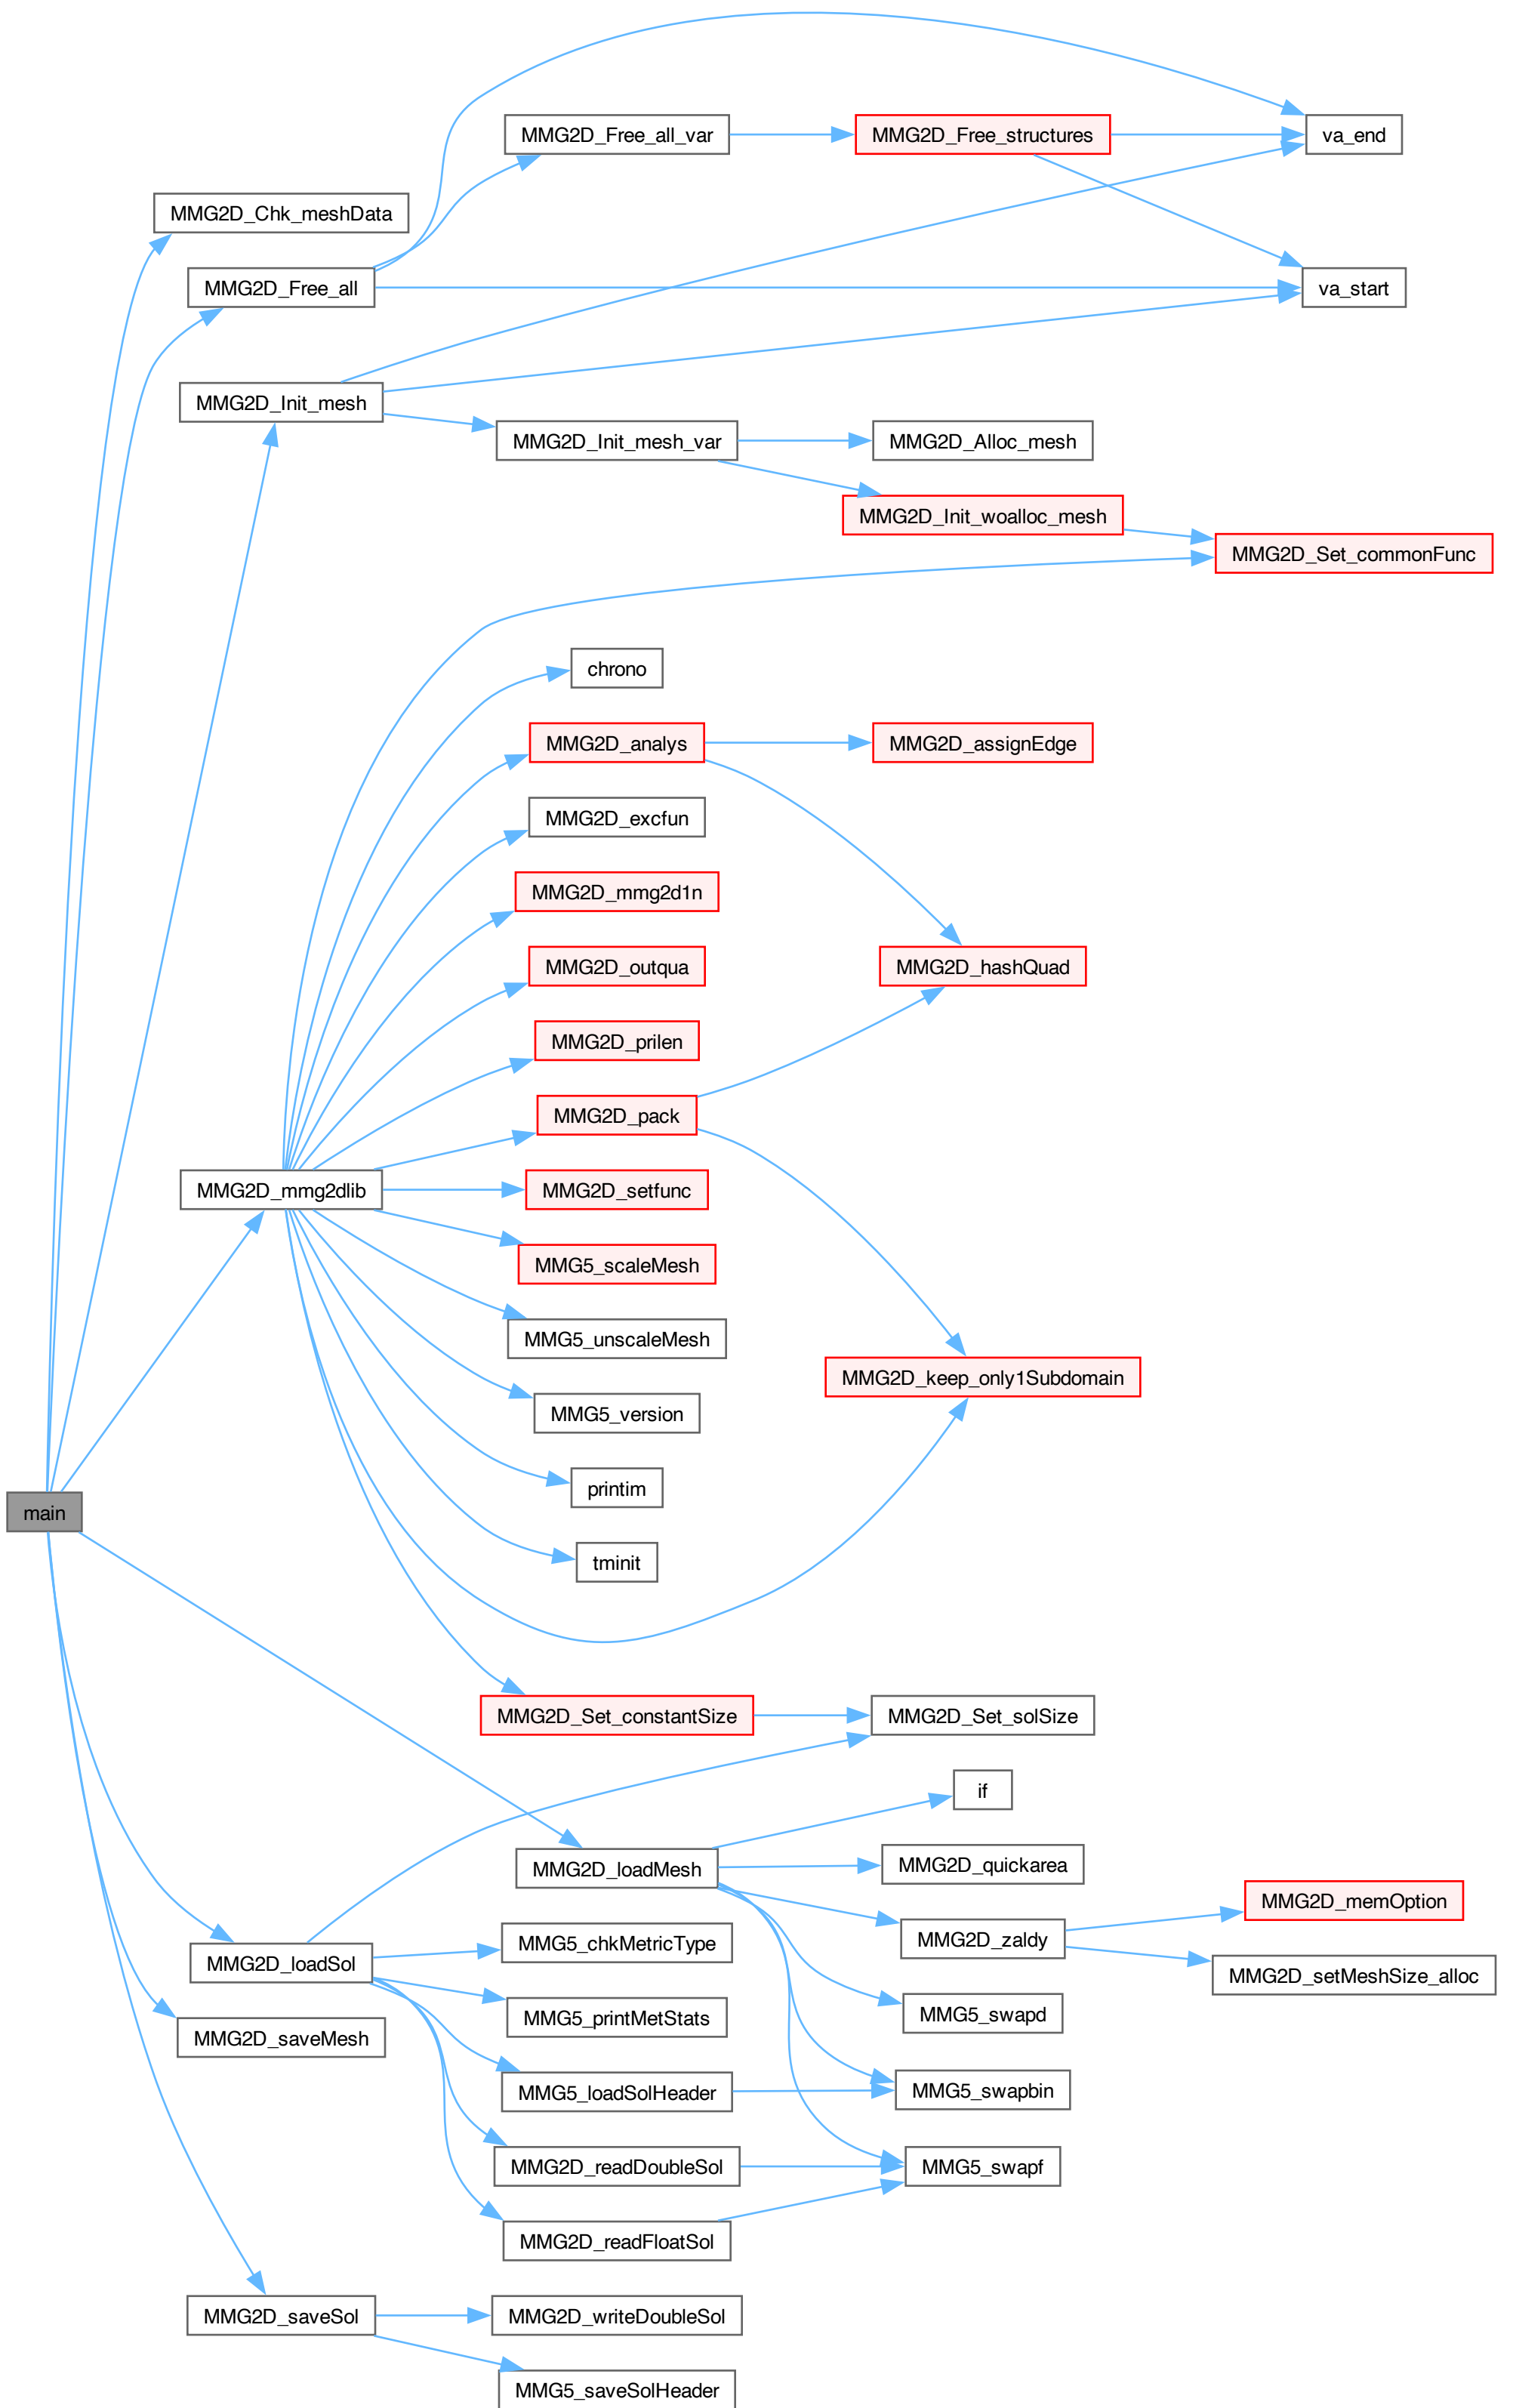 MMG2D_Free_all_var
MMG2D_Free_structures
va_end
MMG2D_Chk_meshData
MMG2D_Free_all
va_start
MMG2D_Init_mesh
MMG2D_Init_mesh_var
MMG2D_Alloc_mesh
MMG2D_Init_woalloc_mesh
MMG2D_Set_commonFunc
chrono
MMG2D_analys
MMG2D_assignEdge
MMG2D_excfun
MMG2D_mmg2d1n
MMG2D_outqua
MMG2D_hashQuad
MMG2D_prilen
MMG2D_pack
MMG2D_mmg2dlib
MMG2D_setfunc
MMG5_scaleMesh
MMG5_unscaleMesh
MMG2D_keep_only1Subdomain
MMG5_version
printim
main
tminit
MMG2D_Set_constantSize
MMG2D_Set_solSize
if
MMG2D_loadMesh
MMG2D_quickarea
MMG2D_memOption
MMG2D_zaldy
MMG5_chkMetricType
MMG2D_loadSol
MMG2D_setMeshSize_alloc
MMG5_printMetStats
MMG5_swapd
MMG2D_saveMesh
MMG5_loadSolHeader
MMG5_swapbin
MMG2D_readDoubleSol
MMG5_swapf
MMG2D_readFloatSol
MMG2D_saveSol
MMG2D_writeDoubleSol
MMG5_saveSolHeader